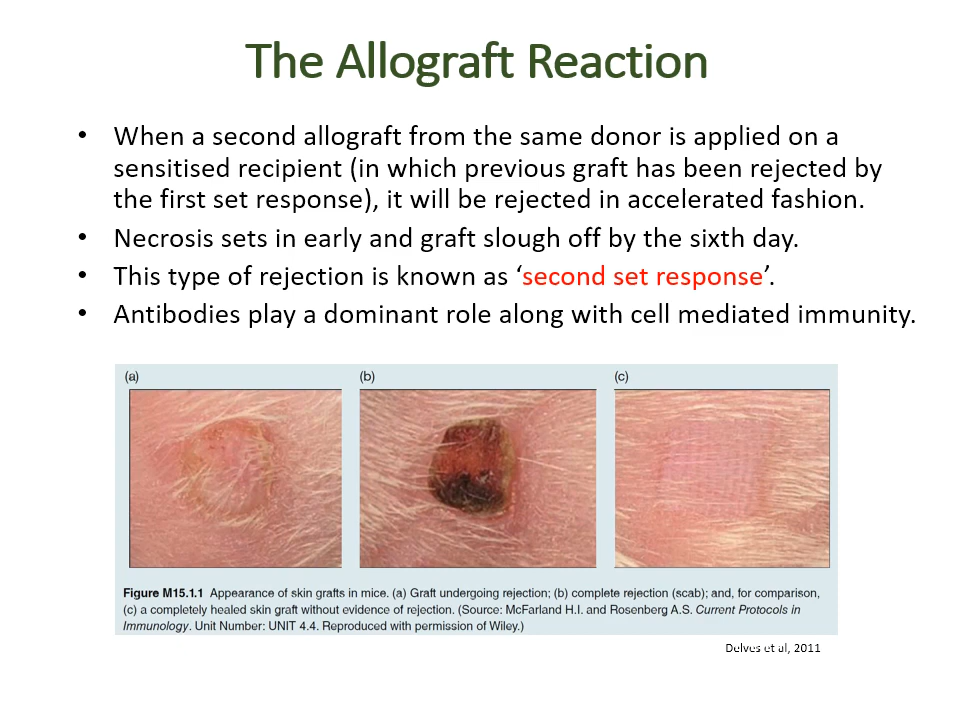 The Allograft Reaction
• When a second allograft from the same donor is applied on a
sensitised recipient (in which previous graft has been rejected by
the first set response), it will be rejected in accelerated fashion.
• Necrosis sets in early and graft slough off by the sixth day.
• This type of rejection is known as ‘second set response’.
• Antibodies play a dominant role along with cell mediated immunity.
(a) (b) (c)
Figure M15.1.1 Appearance of skin grafts in mice. (a) Graft undergoing rejection; (b) complete rejection (scab); and, for comparison,
(c) a completely healed skin graft without evidence of rejection. (Source: McFarland H.I. and Rosenberg A.S. Current Protocols in
Immunology. Unit Number: UNIT 4.4. Reproduced with permission of Wiley.)
Delves et al, 2011